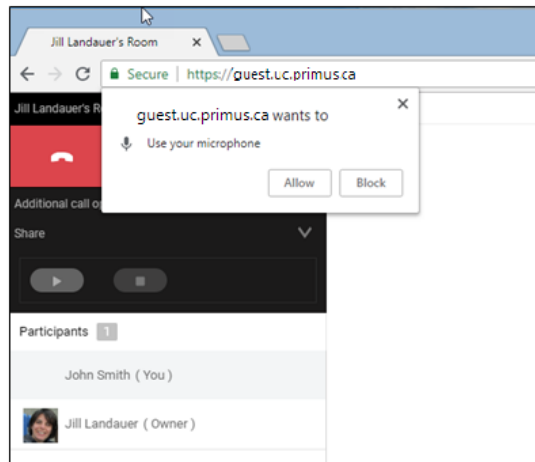 Jill Landauer's Room
Secure | https://guest.uc.primus.ca
Jill Landauer's R
guest.uc.primus.ca wants to
Use your microphone
Allow Block
Additional call op
Share
Participants 1
John Smith ( You )
Jill Landauer ( Owner )